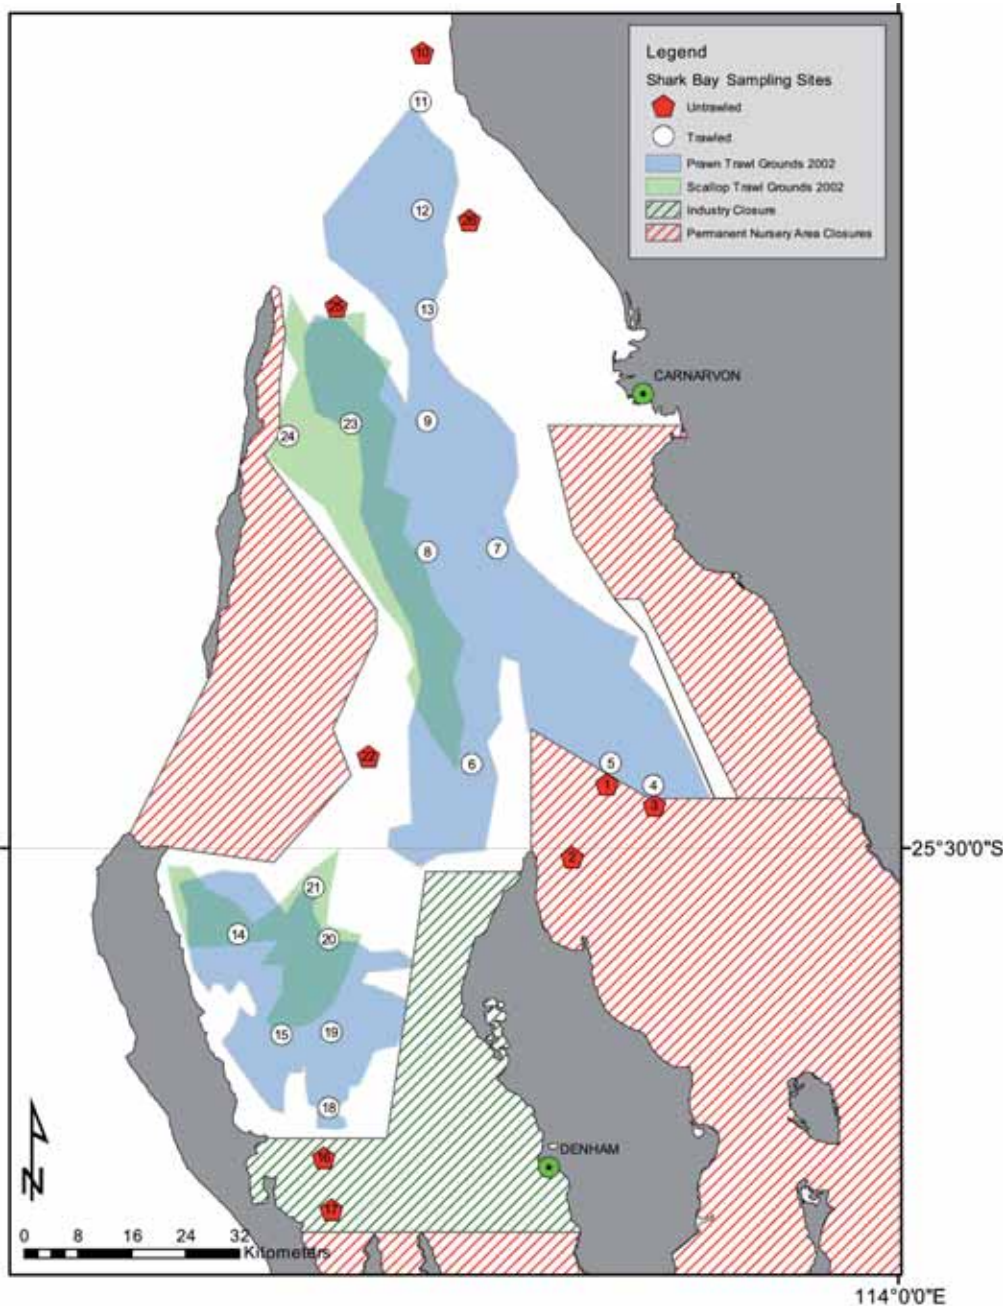 10
Legend
Shark Bay Sampling Sites
Untrawled
11
Trawled
Prawn Trawl Grounds 2002
Scallop Trawl Grounds 2002
12
Industry Closure
26
Permanent Nursery Area Closures
25
13
CARNARVON
9
23
24
8
7
22
6
5
1
4
3
25°30'0"S
2
21
14
20
15
19
18
DENHAM
16
N
17
0 8 16 24 32
Kilometers
114°0'0"E